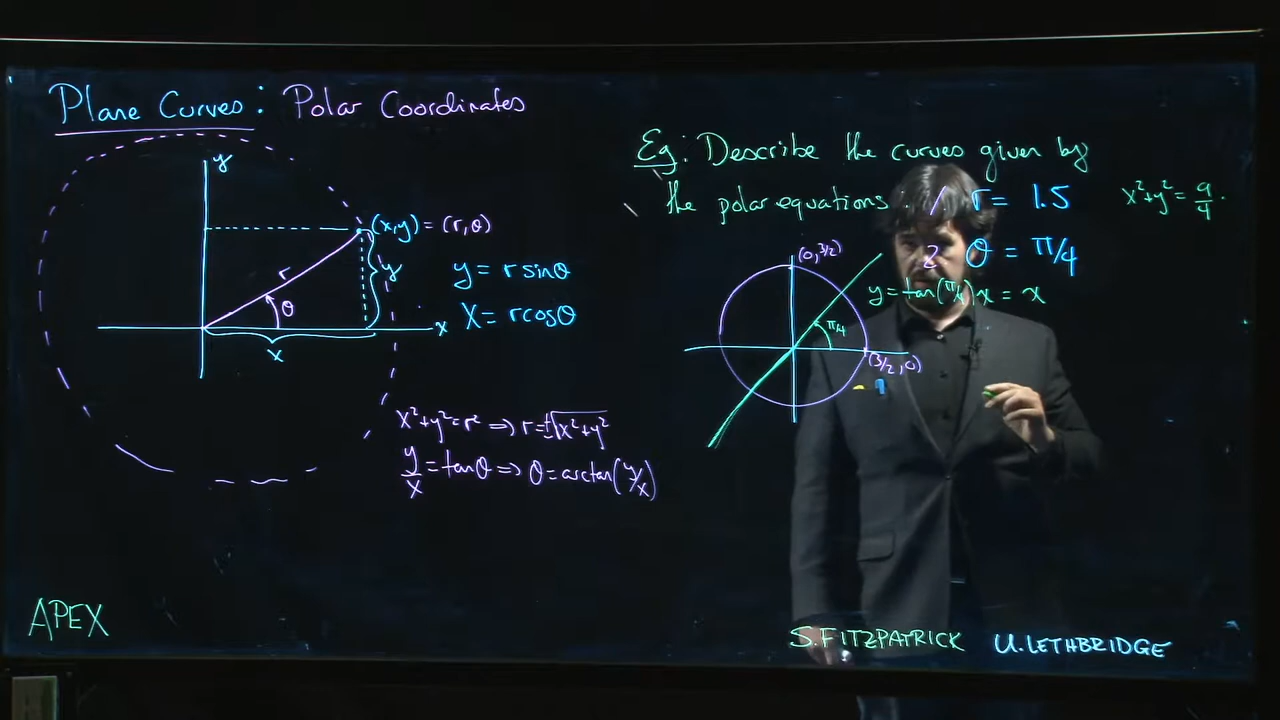 Plane Curves: Polar Coordinates
y
(x,y) = (r,θ)
r
θ
y
x
x
y = r sinθ
x = r cosθ
x²+y²=r² ⇒ r=±√x²+y²
y/x = tanθ ⇒ θ=arctan(y/x)
Eg: Describe the curves given by
the polar equations:
1 r = 1.5
x²+y² = 9/4.
2 θ = π/4
y = tan(π/4)x = x
(0,3/2)
π/4
(3/2,0)
APEX
S.FITZPATRICK U.LETHBRIDGE